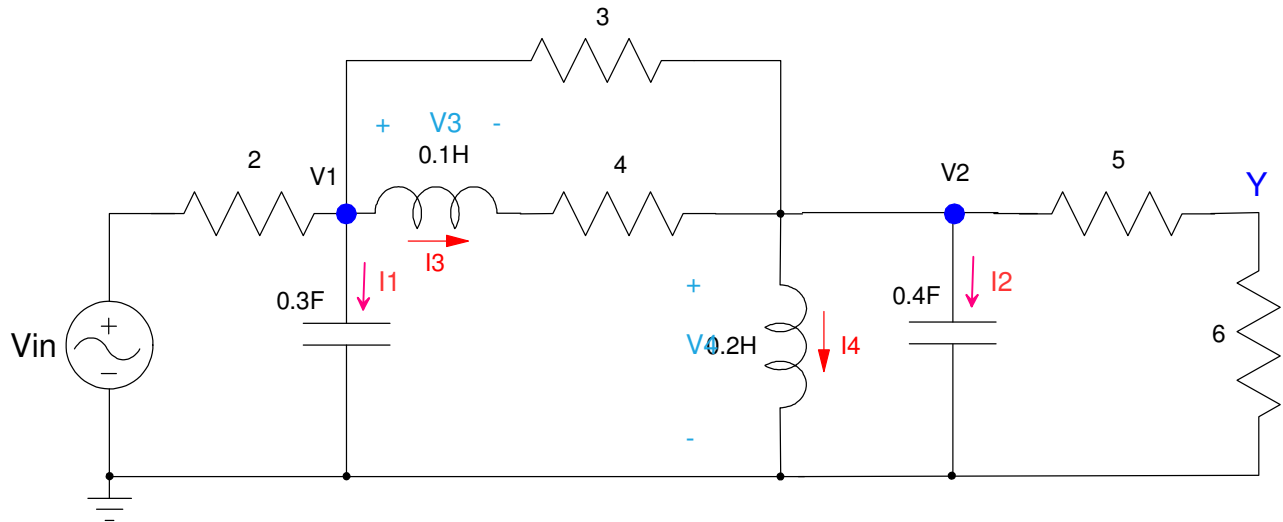 3
+ V3 -
0.1H
2
V1
4
V2
5
Y
I3
I1
0.3F
+
V4
0.2H
-
I4
0.4F
I2
6
Vin
+
–